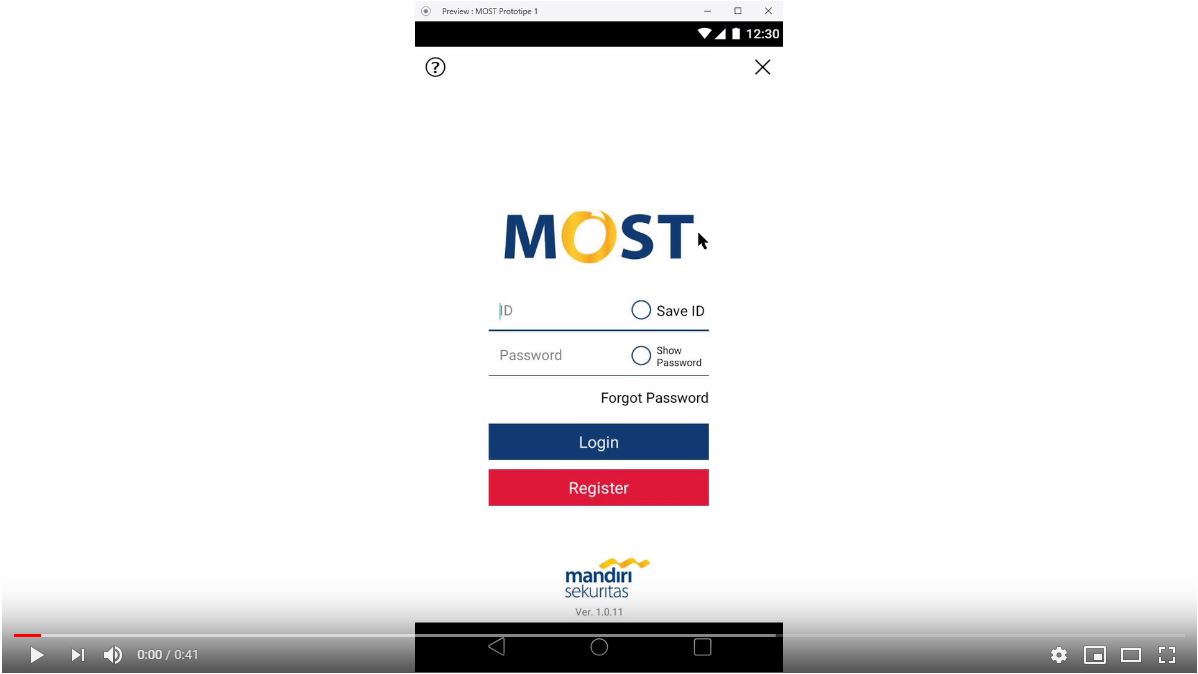 Preview : MOST Prototipe 1
12:30
?
MOST
ID
Save ID
Password
Show
Password
Forgot Password
Login
Register
mandiri
sekuritas
Ver. 1.0.11
0:00 / 0:41